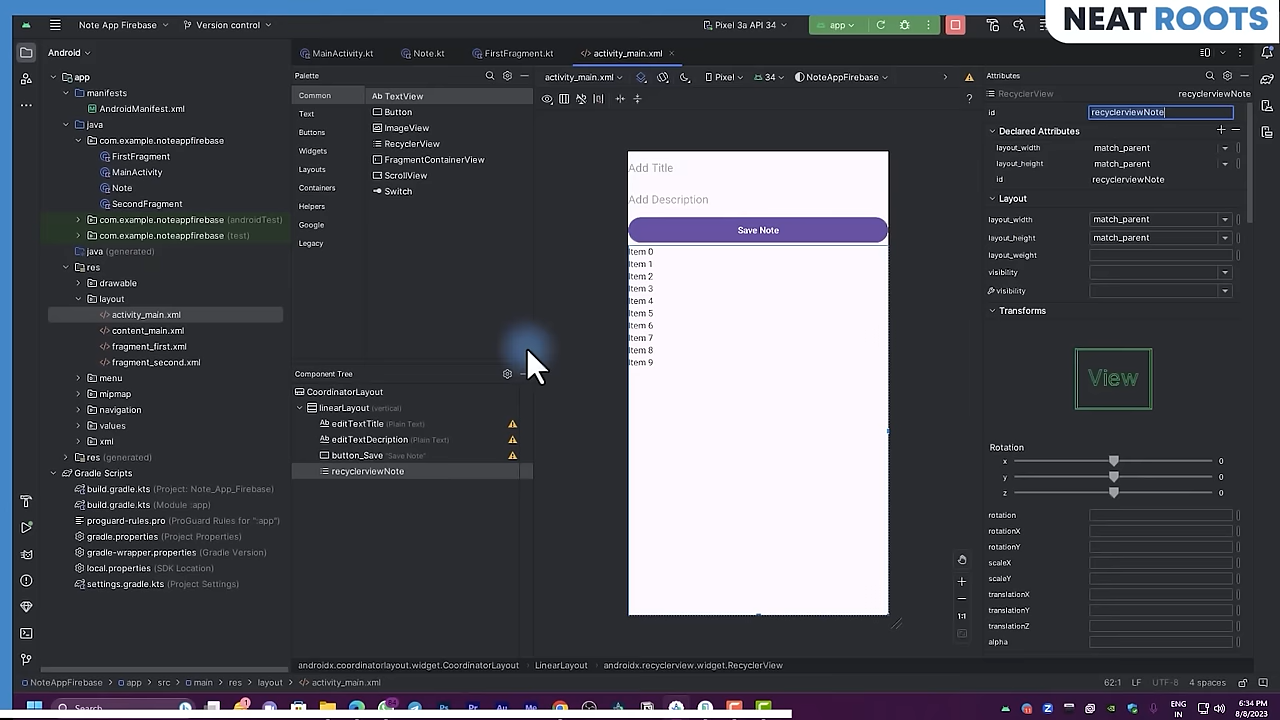 NEAT ROOTS
Note App Firebase
Version control
Pixel 3a API 34
app
Android
MainActivity.kt
Note.kt
FirstFragment.kt
activity_main.xml
app
manifests
AndroidManifest.xml
java
com.example.noteappfirebase
FirstFragment
MainActivity
Note
SecondFragment
com.example.noteappfirebase (androidTest)
com.example.noteappfirebase (test)
java (generated)
res
drawable
layout
activity_main.xml
content_main.xml
fragment_first.xml
fragment_second.xml
menu
mipmap
navigation
values
xml
res (generated)
Gradle Scripts
build.gradle.kts (Project: Note_App_Firebase)
build.gradle.kts (Module :app)
proguard-rules.pro (ProGuard Rules for ":app")
gradle.properties (Project Properties)
gradle-wrapper.properties (Gradle Version)
local.properties (SDK Location)
settings.gradle.kts (Project Settings)
Palette
Common
Text
Buttons
Widgets
Layouts
Containers
Helpers
Google
Legacy
Ab TextView
Button
ImageView
RecyclerView
FragmentContainerView
ScrollView
Switch
Component Tree
CoordinatorLayout
linearLayout (vertical)
Ab editTextTitle (Plain Text)
Ab editTextDecription (Plain Text)
button_Save "Save Note"
recyclerviewNote
activity_main.xml
Pixel
34
NoteAppFirebase
?
Add Title
Add Description
Save Note
Item 0
Item 1
Item 2
Item 3
Item 4
Item 5
Item 6
Item 7
Item 8
Item 9
1:1
Attributes
RecyclerView
recyclerviewNote
id recyclerviewNote
Declared Attributes
layout_width match_parent
layout_height match_parent
id recyclerviewNote
Layout
layout_width match_parent
layout_height match_parent
layout_weight
visibility
visibility
Transforms
View
Rotation
x 0
y 0
z 0
rotation
rotationX
rotationY
scaleX
scaleY
translationX
translationY
translationZ
alpha
androidx.coordinatorlayout.widget.CoordinatorLayout
LinearLayout
androidx.recyclerview.widget.RecyclerView
NoteAppFirebase
app
src
main
res
layout
activity_main.xml
62:1
LF
UTF-8
4 spaces
Search
ENG
IN
6:34 PM
8/8/2023